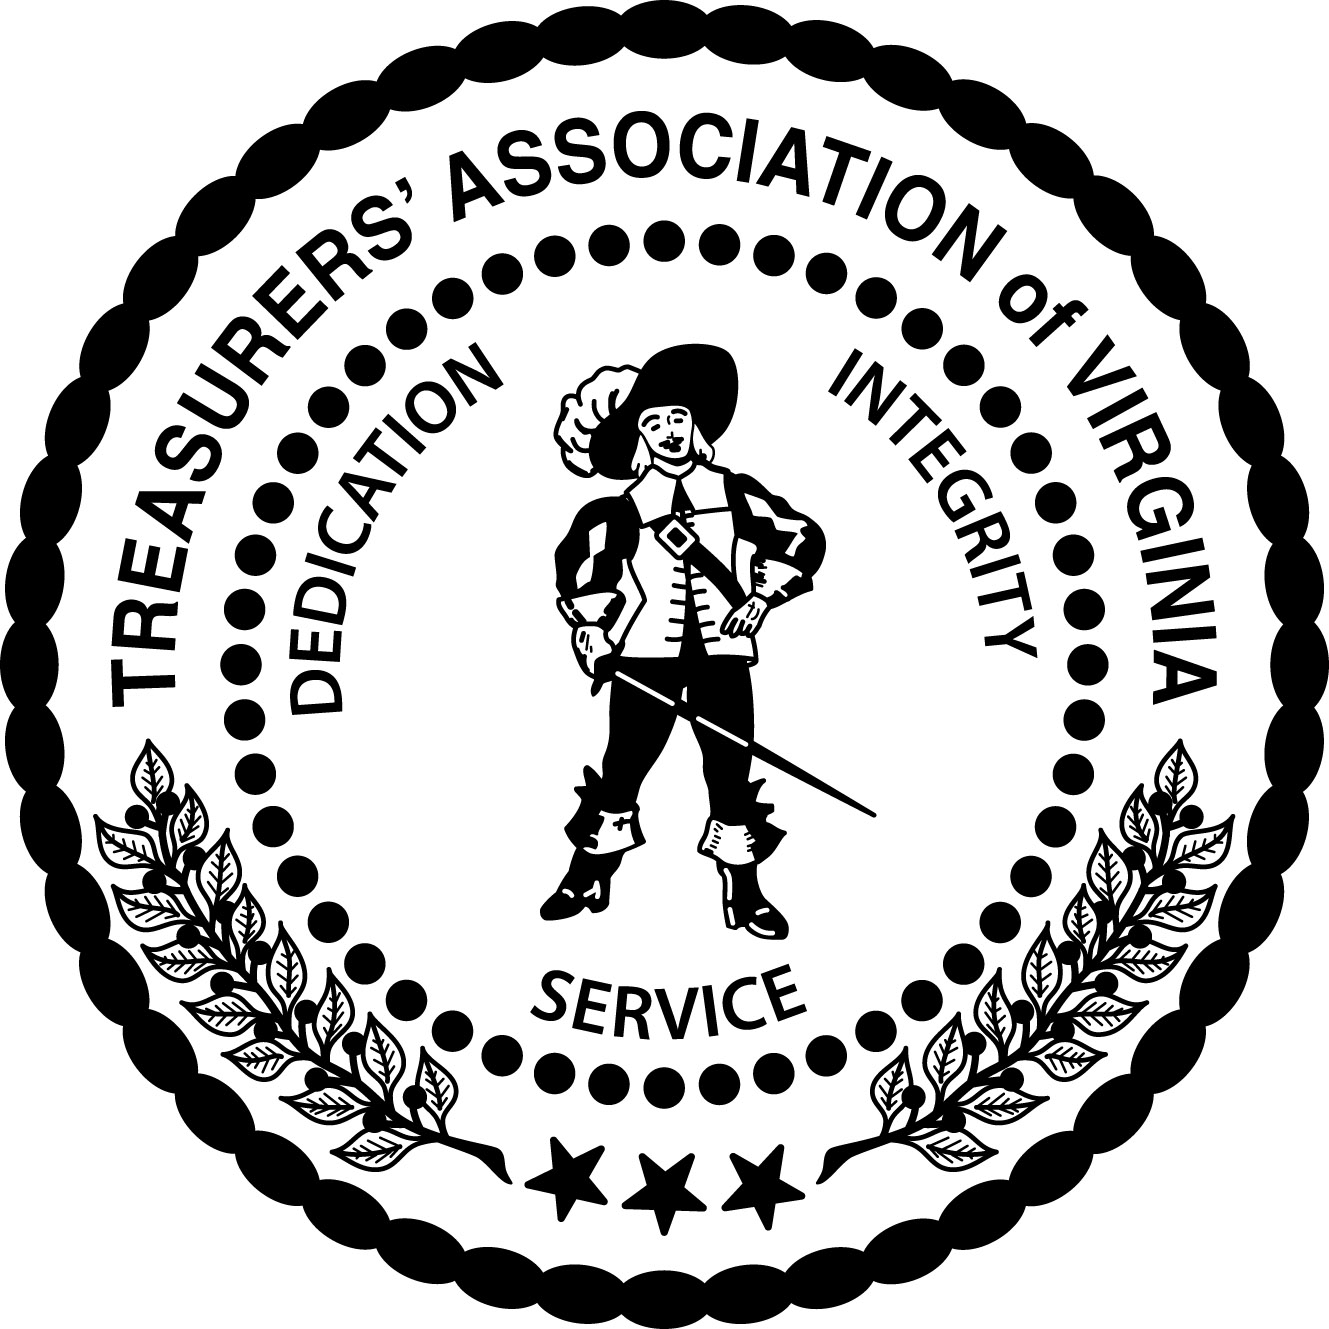 TREASURERS’ ASSOCIATION of VIRGINIA
DEDICATION
INTEGRITY
SERVICE